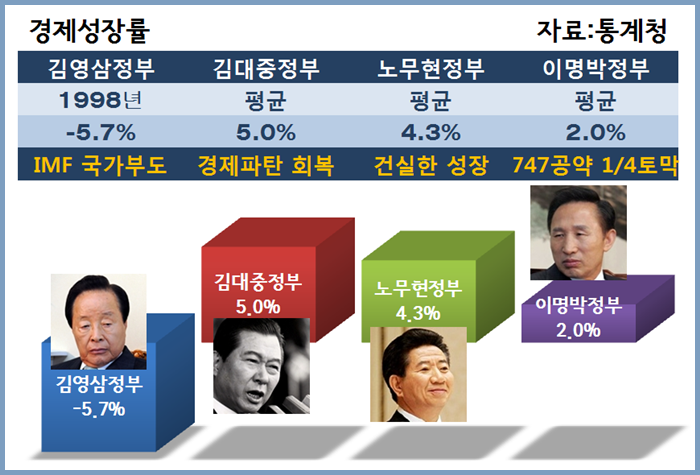 경제성장률 자료:통계청
김영삼정부 김대중정부 노무현정부 이명박정부
1998년 평균 평균 평균
-5.7% 5.0% 4.3% 2.0%
IMF 국가부도 경제파탄 회복 건실한 성장 747공약 1/4토막
김대중정부
5.0%
노무현정부
4.3%
이명박정부
2.0%
김영삼정부
-5.7%